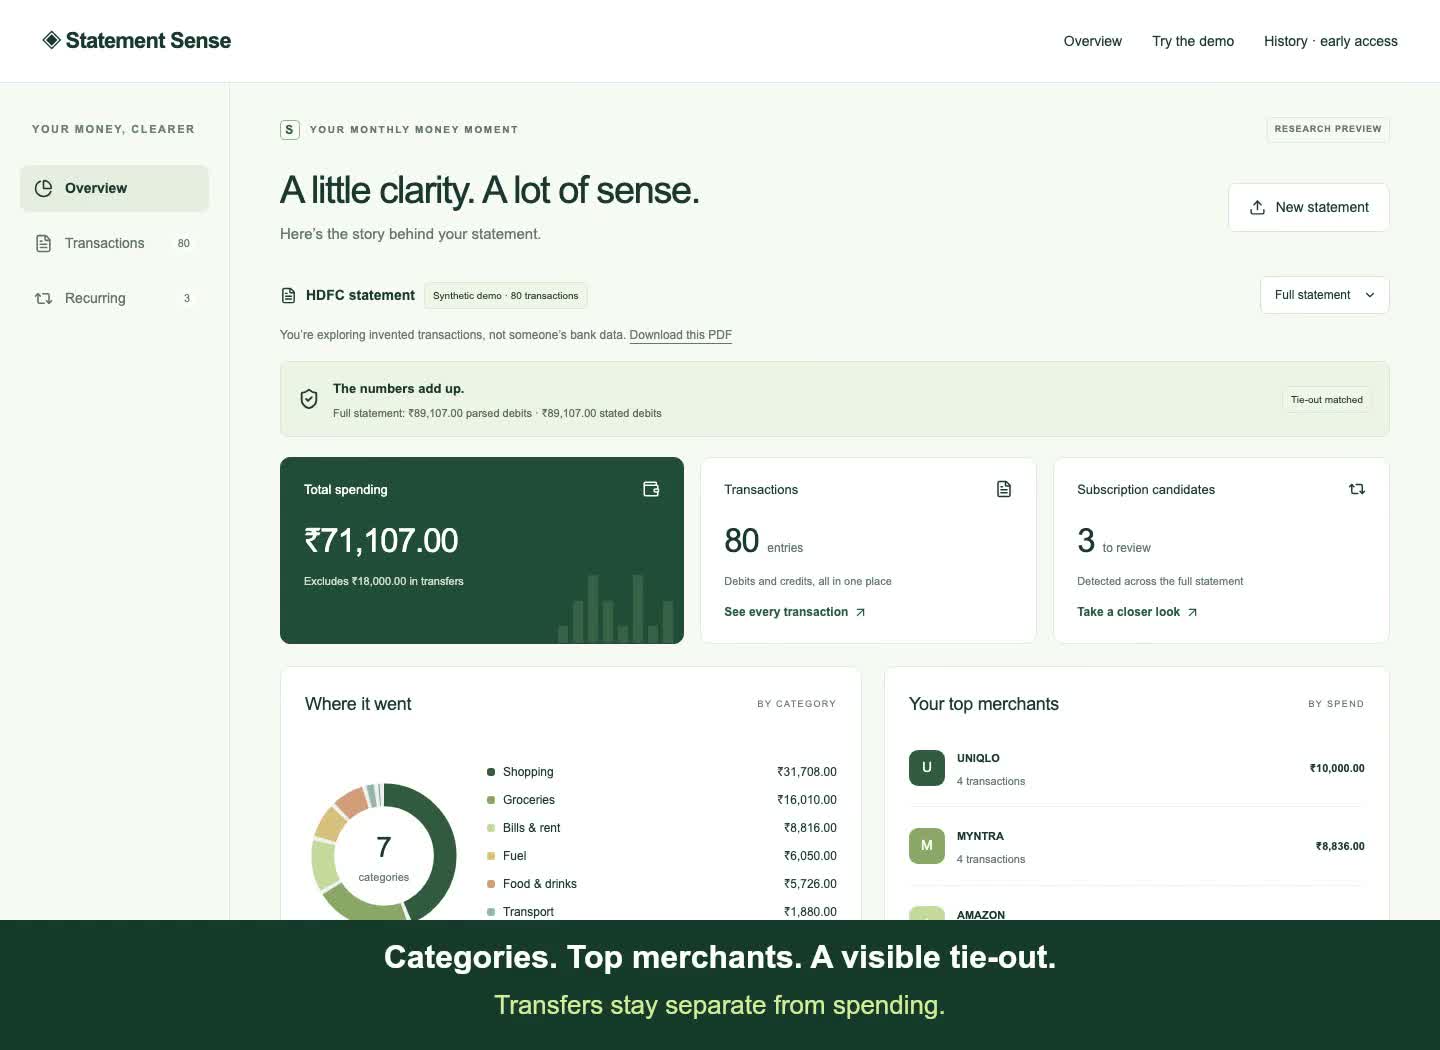 Statement Sense
Overview
Try the demo
History · early access
YOUR MONEY, CLEARER
Overview
Transactions 80
Recurring 3
S YOUR MONTHLY MONEY MOMENT
RESEARCH PREVIEW
A little clarity. A lot of sense.
Here's the story behind your statement.
New statement
HDFC statement
Synthetic demo · 80 transactions
Full statement
You're exploring invented transactions, not someone's bank data. Download this PDF
The numbers add up.
Full statement: ₹89,107.00 parsed debits · ₹89,107.00 stated debits
Tie-out matched
Total spending
₹71,107.00
Excludes ₹18,000.00 in transfers
Transactions
80 entries
Debits and credits, all in one place
See every transaction
Subscription candidates
3 to review
Detected across the full statement
Take a closer look
Where it went
BY CATEGORY
7
categories
Shopping ₹31,708.00
Groceries ₹16,010.00
Bills & rent ₹8,816.00
Fuel ₹6,050.00
Food & drinks ₹5,726.00
Transport ₹1,880.00
Your top merchants
BY SPEND
U
UNIQLO
4 transactions
₹10,000.00
M
MYNTRA
4 transactions
₹8,836.00
AMAZON
Categories. Top merchants. A visible tie-out.
Transfers stay separate from spending.